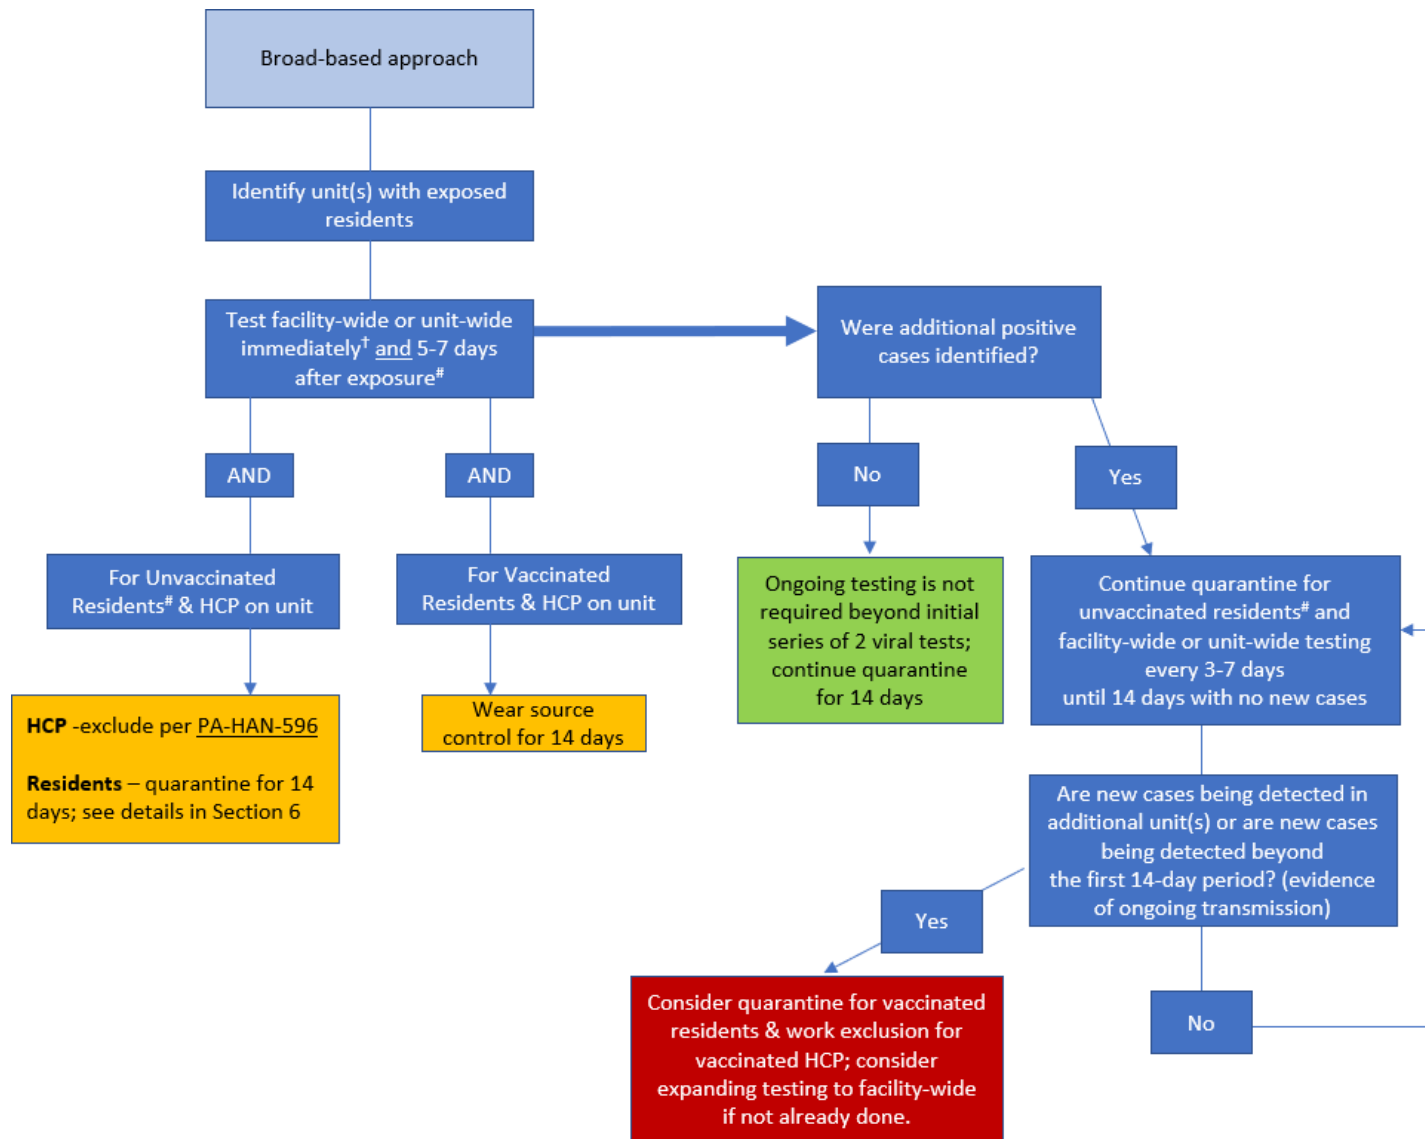 Broad-based approach
Identify unit(s) with exposed
residents
Test facility-wide or unit-wide
immediately† and 5-7 days
after exposure#
Were additional positive
cases identified?
AND
AND
No
Yes
For Unvaccinated
Residents# & HCP on unit
For Vaccinated
Residents & HCP on unit
Ongoing testing is not
required beyond initial
series of 2 viral tests;
continue quarantine
for 14 days
Continue quarantine for
unvaccinated residents# and
facility-wide or unit-wide testing
every 3-7 days
until 14 days with no new cases
HCP -exclude per PA-HAN-596
Residents – quarantine for 14
days; see details in Section 6
Wear source
control for 14 days
Are new cases being detected in
additional unit(s) or are new cases
being detected beyond
the first 14-day period? (evidence
of ongoing transmission)
Yes
No
Consider quarantine for vaccinated
residents & work exclusion for
vaccinated HCP; consider
expanding testing to facility-wide
if not already done.